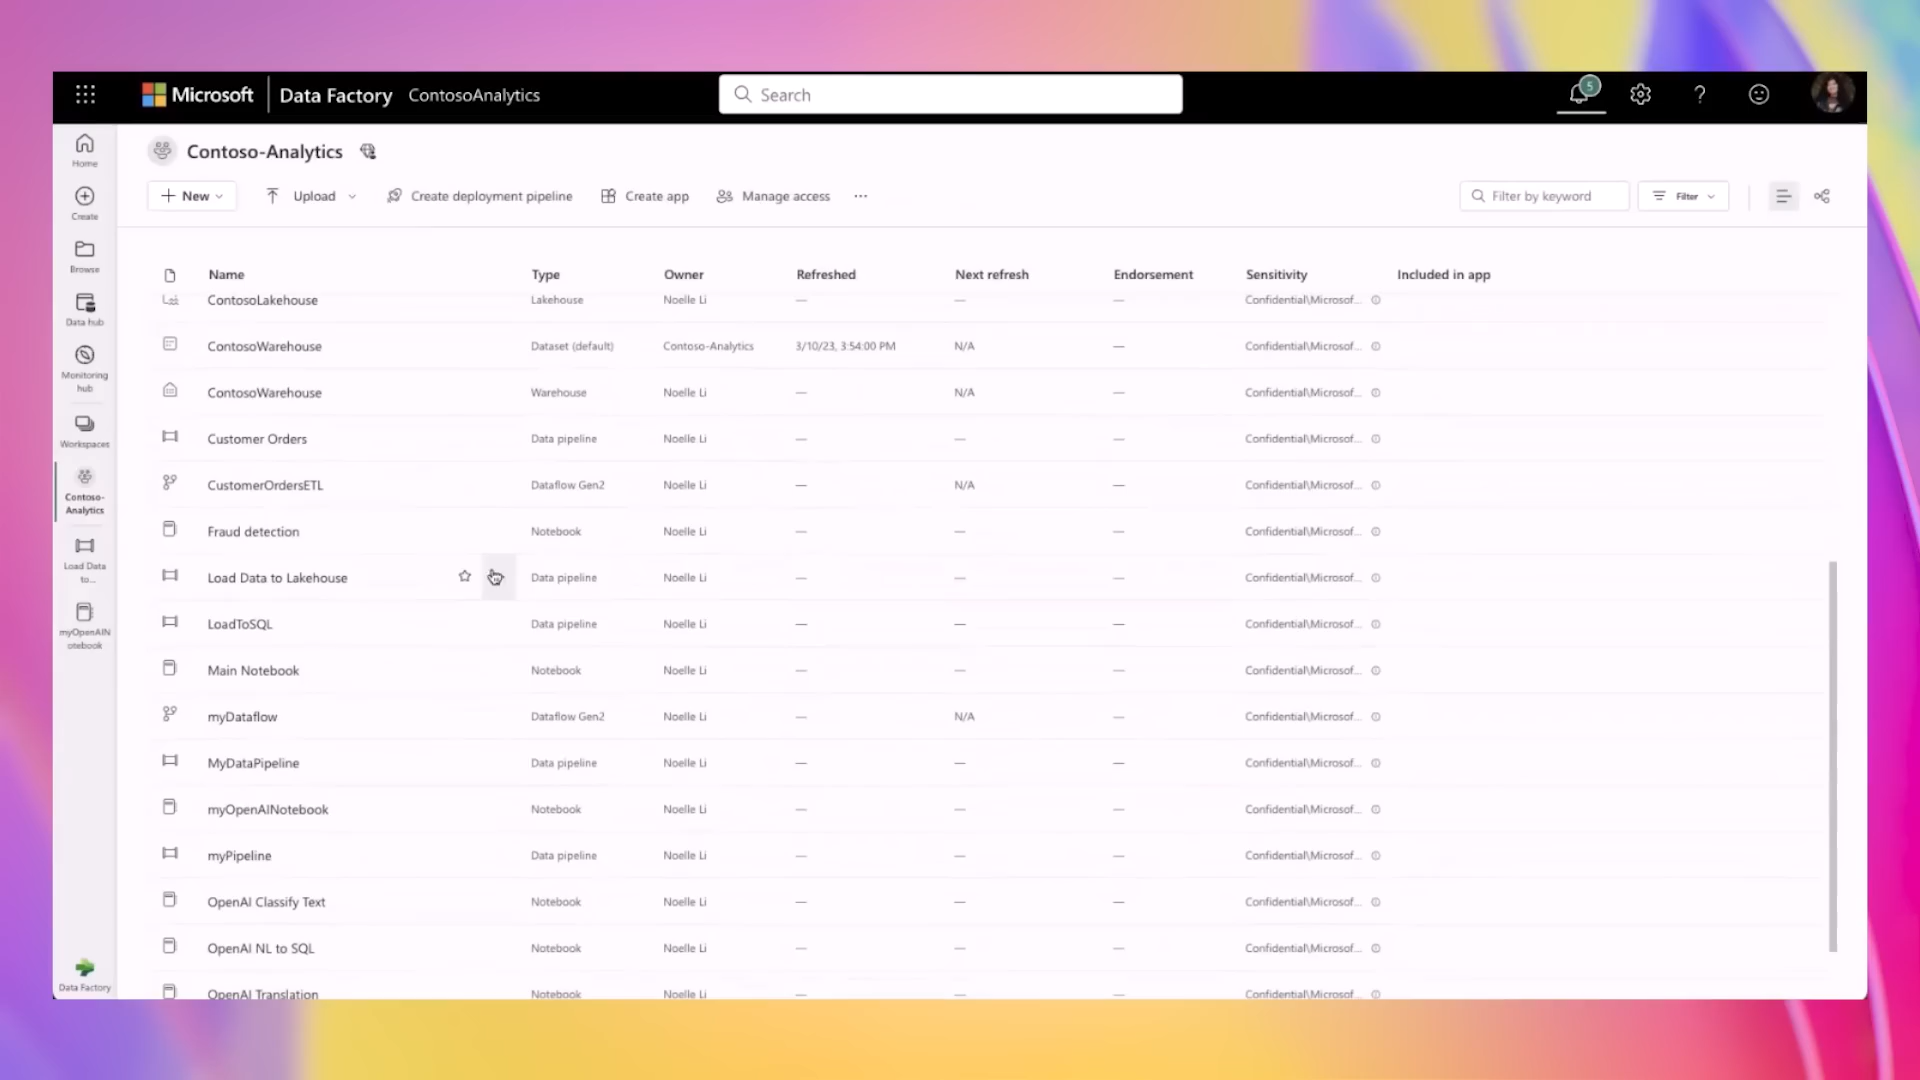 Microsoft Data Factory ContosoAnalytics Search 5 ?
Home
Create
Browse
Data hub
Monitoring
hub
Workspaces
Contoso-
Analytics
Load Data
to...
myOpenAIN
otebook
Data Factory
Contoso-Analytics
New Upload Create deployment pipeline Create app Manage access ... Filter by keyword Filter
Name Type Owner Refreshed Next refresh Endorsement Sensitivity Included in app
ContosoLakehouse Lakehouse Noelle Li — — — Confidential\Microsof...
ContosoWarehouse Dataset (default) Contoso-Analytics 3/10/23, 3:54:00 PM N/A — Confidential\Microsof...
ContosoWarehouse Warehouse Noelle Li — N/A — Confidential\Microsof...
Customer Orders Data pipeline Noelle Li — — — Confidential\Microsof...
CustomerOrdersETL Dataflow Gen2 Noelle Li — N/A — Confidential\Microsof...
Fraud detection Notebook Noelle Li — — — Confidential\Microsof...
Load Data to Lakehouse Data pipeline Noelle Li — — — Confidential\Microsof...
LoadToSQL Data pipeline Noelle Li — — — Confidential\Microsof...
Main Notebook Notebook Noelle Li — — — Confidential\Microsof...
myDataflow Dataflow Gen2 Noelle Li — N/A — Confidential\Microsof...
MyDataPipeline Data pipeline Noelle Li — — — Confidential\Microsof...
myOpenAINotebook Notebook Noelle Li — — — Confidential\Microsof...
myPipeline Data pipeline Noelle Li — — — Confidential\Microsof...
OpenAI Classify Text Notebook Noelle Li — — — Confidential\Microsof...
OpenAI NL to SQL Notebook Noelle Li — — — Confidential\Microsof...
OpenAI Translation Notebook Noelle Li — — — Confidential\Microsof...